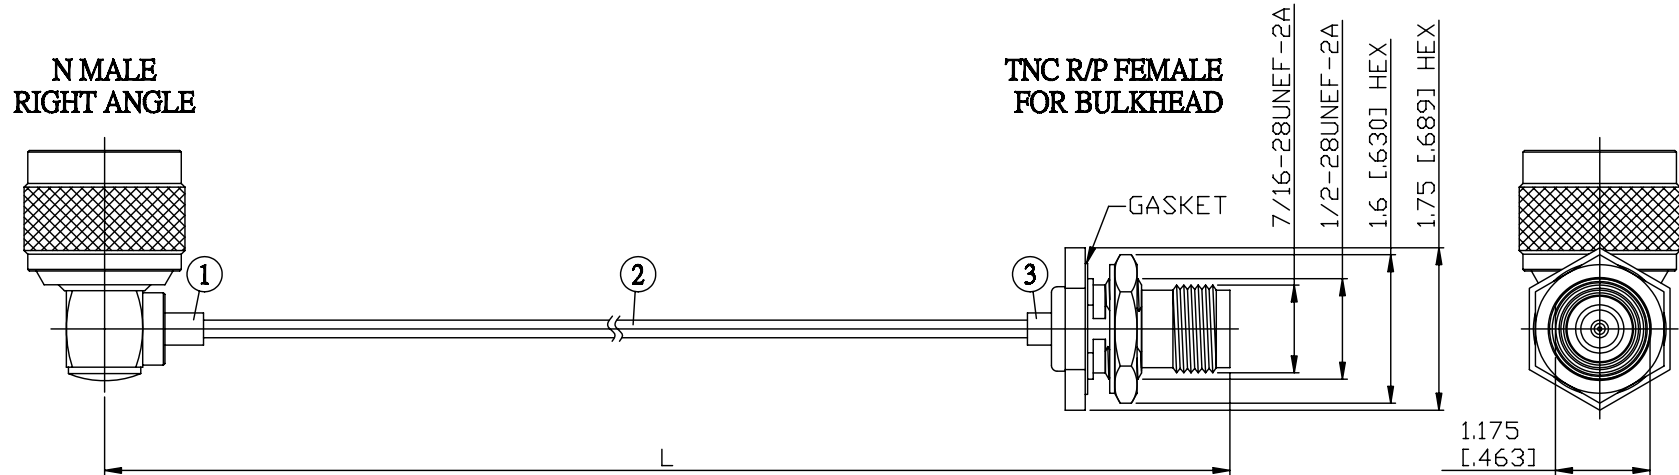 N MALE
RIGHT ANGLE
TNC R/P FEMALE
FOR BULKHEAD
7/16-28UNEF-2A
1/2-28UNEF-2A
1.6 [.630] HEX
1.75 [.689] HEX
GASKET
1
2
3
L
1.175
[.463]